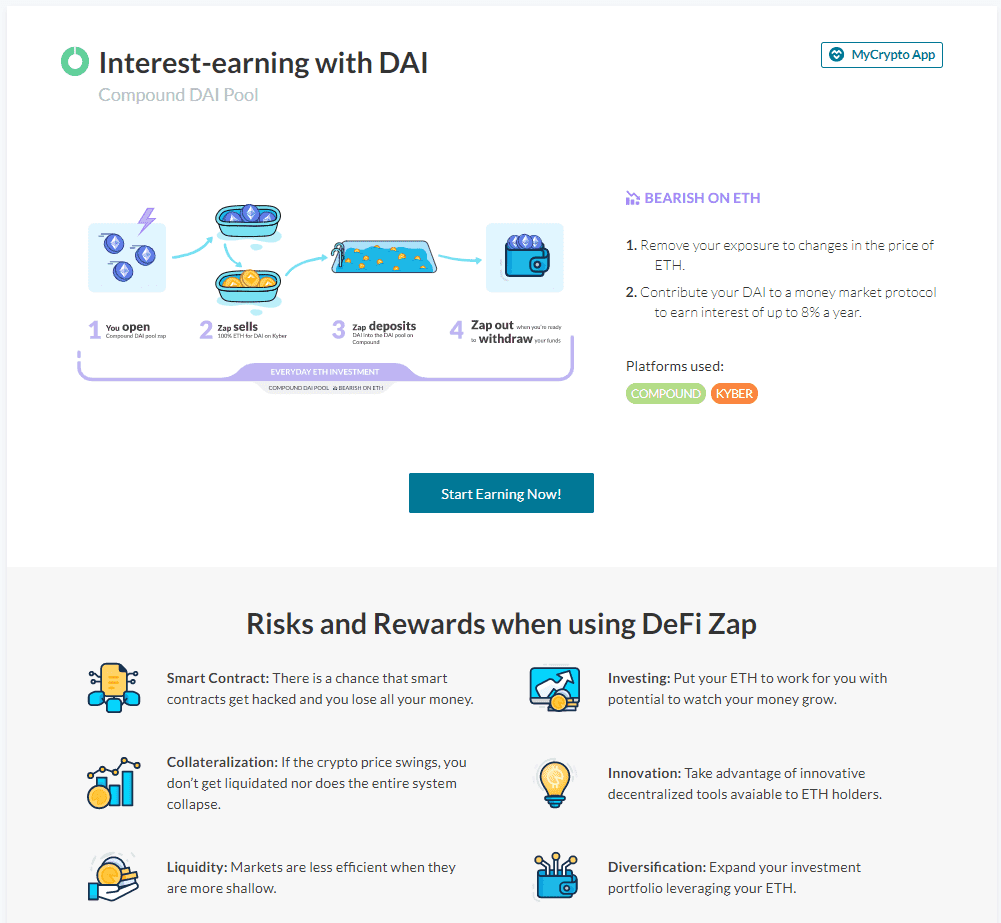 Interest-earning with DAI
Compound DAI Pool
MyCrypto App
1 You open
Compound DAI pool zap
2 Zap sells
100% ETH for DAI on Kyber
3 Zap deposits
DAI into the DAI pool on
Compound
4 Zap out when you're ready
to withdraw your funds
EVERYDAY ETH INVESTMENT
COMPOUND DAI POOL BEARISH ON ETH
BEARISH ON ETH
1. Remove your exposure to changes in the price of
ETH.
2. Contribute your DAI to a money market protocol
to earn interest of up to 8% a year.
Platforms used:
COMPOUND KYBER
Start Earning Now!
Risks and Rewards when using DeFi Zap
Smart Contract: There is a chance that smart
contracts get hacked and you lose all your money.
Investing: Put your ETH to work for you with
potential to watch your money grow.
Collateralization: If the crypto price swings, you
don't get liquidated nor does the entire system
collapse.
Innovation: Take advantage of innovative
decentralized tools avaiable to ETH holders.
Liquidity: Markets are less efficient when they
are more shallow.
Diversification: Expand your investment
portfolio leveraging your ETH.